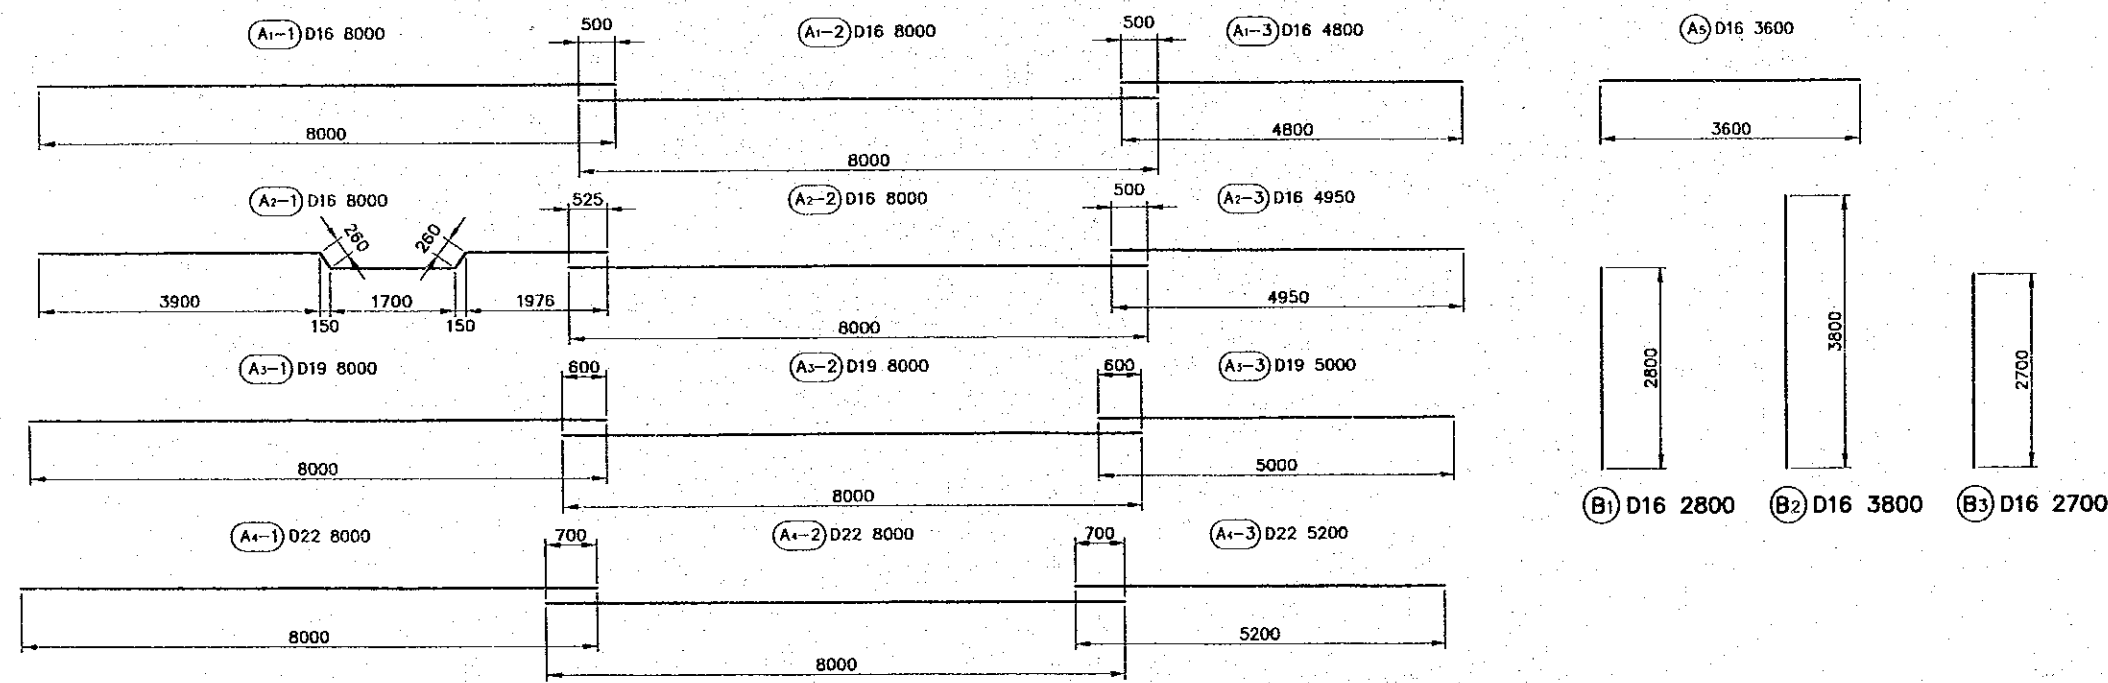 A1-1 D16 8000
500
A1-2 D16 8000
500
A1-3 D16 4800
A5 D16 3600
8000
8000
4800
3600
A2-1 D16 8000
260
260
525
A2-2 D16 8000
500
A2-3 D16 4950
3900
150
1700
150
1976
8000
4950
A3-1 D19 8000
600
A3-2 D19 8000
600
A3-3 D19 5000
8000
8000
5000
A4-1 D22 8000
700
A4-2 D22 8000
700
A4-3 D22 5200
8000
8000
5200
2800
3800
2700
B1 D16 2800
B2 D16 3800
B3 D16 2700